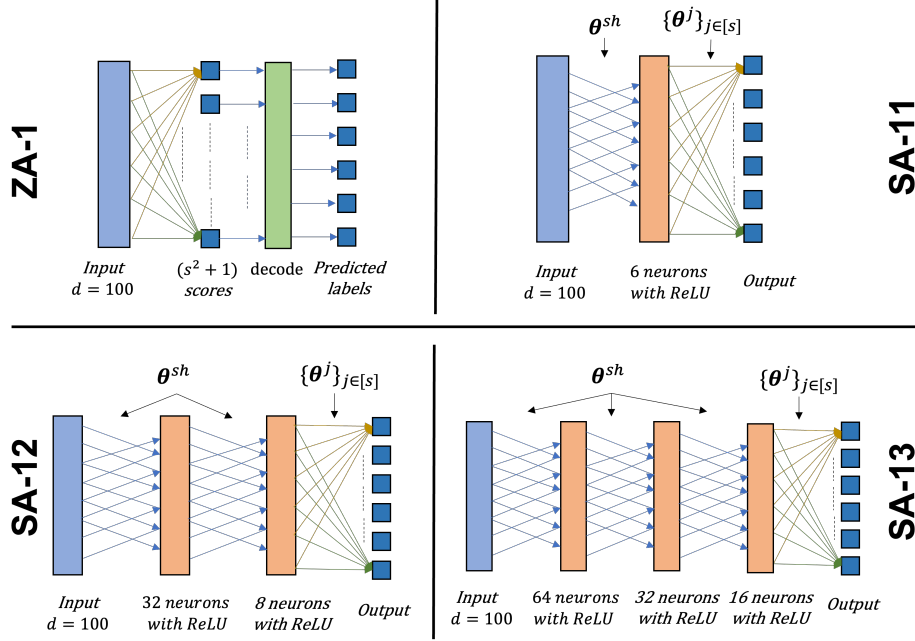 ZA-1
Input
d = 100
(s² + 1)
scores
decode
Predicted
labels
SA-11
θ^sh
{θ^j}_{j∈[s]}
Input
d = 100
6 neurons
with ReLU
Output
SA-12
θ^sh
{θ^j}_{j∈[s]}
Input
d = 100
32 neurons
with ReLU
8 neurons
with ReLU
Output
SA-13
θ^sh
{θ^j}_{j∈[s]}
Input
d = 100
64 neurons
with ReLU
32 neurons
with ReLU
16 neurons
with ReLU
Output